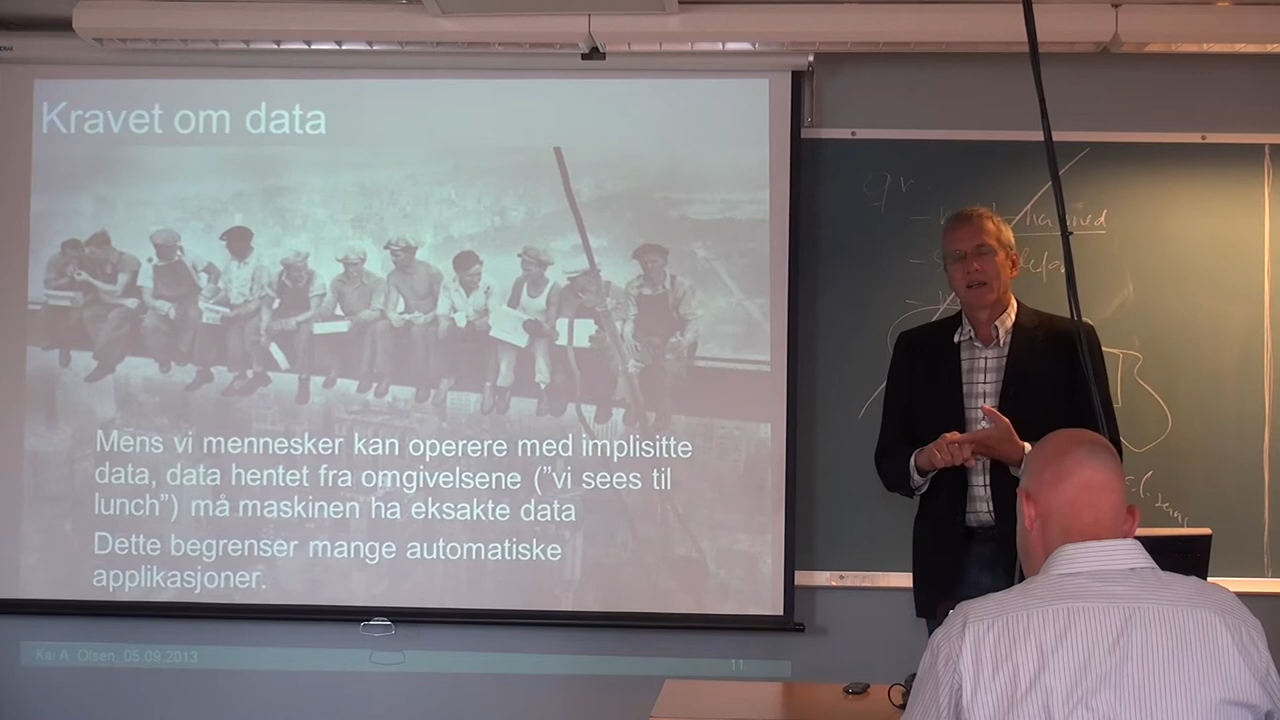 Kravet om data
Mens vi mennesker kan operere med implisitte
data, data hentet fra omgivelsene ("vi sees til
lunch") må maskinen ha eksakte data
Dette begrenser mange automatiske
applikasjoner.
Kai A. Olsen, 05.09.2013
11